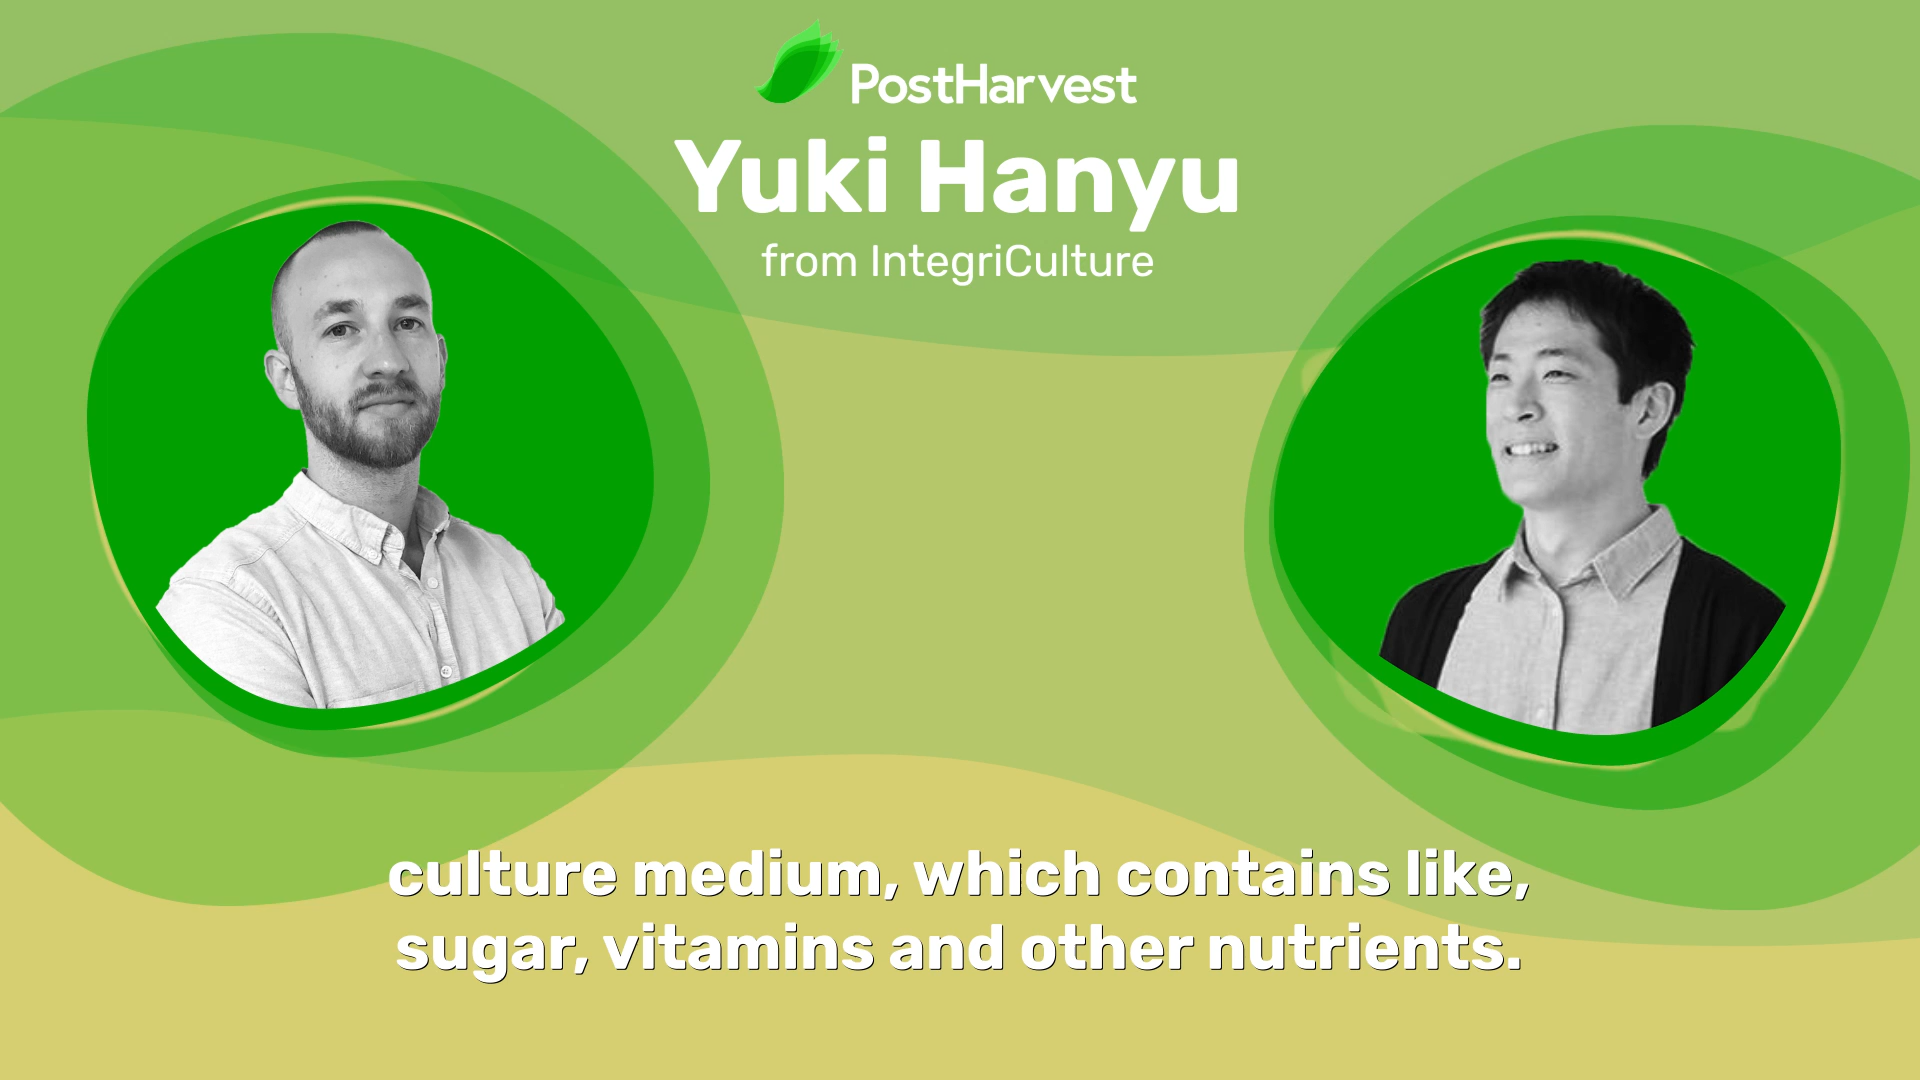 PostHarvest
Yuki Hanyu
from IntegriCulture
culture medium, which contains like,
sugar, vitamins and other nutrients.